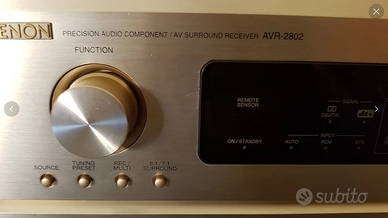 ENON
PRECISION AUDIO COMPONENT / AV SURROUND RECEIVER AVR-2802
FUNCTION
REMOTE
SENSOR
SIGNAL
DIGITAL
dts
ON / STANDBY
INPUT
AUTO
PCM
SOURCE
TUNING
PRESET
REC /
MULTI
6.1 / 7.1
SURROUND
subito